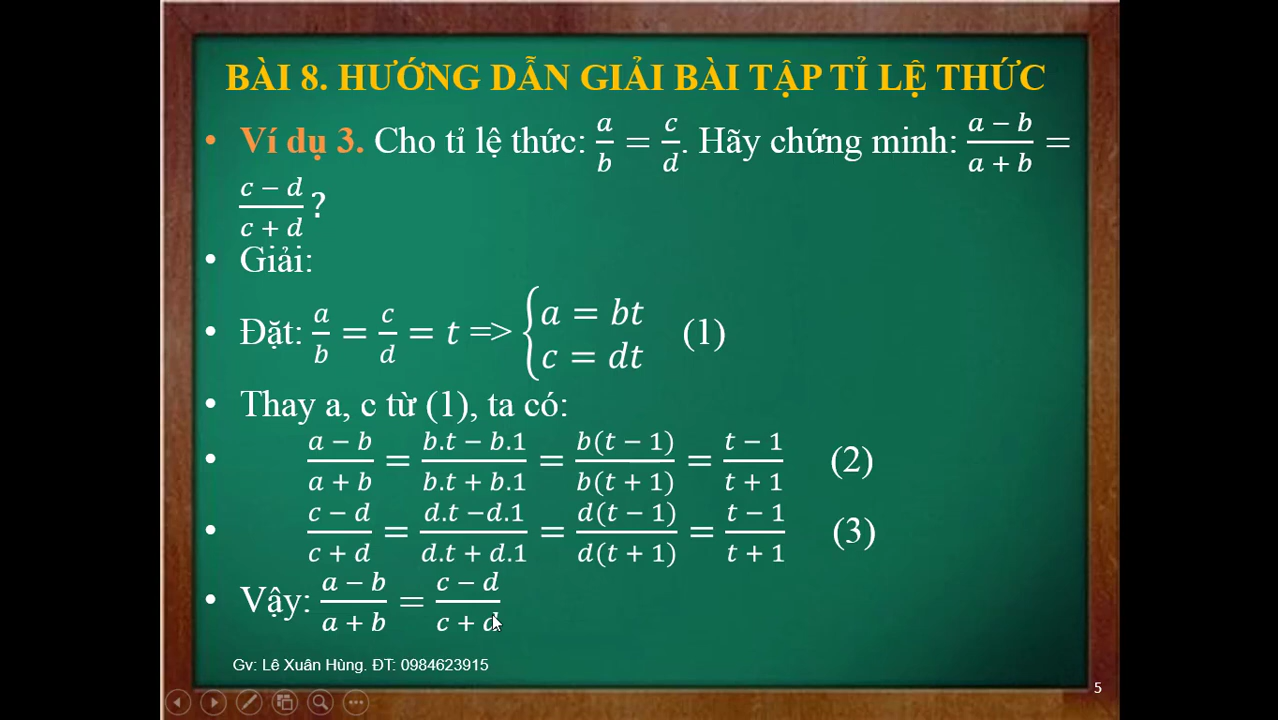 BÀI 8. HƯỚNG DẪN GIẢI BÀI TẬP TỈ LỆ THỨC
• Ví dụ 3. Cho tỉ lệ thức: a/b = c/d. Hãy chứng minh: (a − b)/(a + b) =
(c − d)/(c + d) ?
• Giải:
• Đặt: a/b = c/d = t => { a = bt; c = dt (1)
• Thay a, c từ (1), ta có:
• (a − b)/(a + b) = (b.t − b.1)/(b.t + b.1) = b(t − 1)/b(t + 1) = (t − 1)/(t + 1) (2)
• (c − d)/(c + d) = (d.t −d.1)/(d.t + d.1) = d(t − 1)/d(t + 1) = (t − 1)/(t + 1) (3)
• Vậy: (a − b)/(a + b) = (c − d)/(c + d)
Gv: Lê Xuân Hùng. ĐT: 0984623915
5